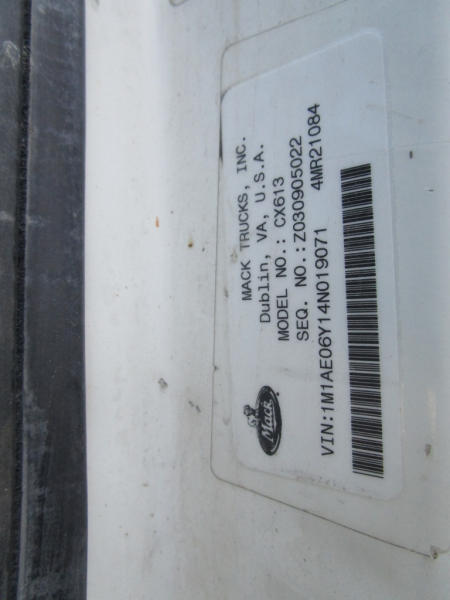 MACK TRUCKS, INC.
Dublin, VA, U.S.A.
MODEL NO.: CX613
SEQ. NO.: Z030905022
4MR21084
Mack
VIN:1M1AE06Y14N019071